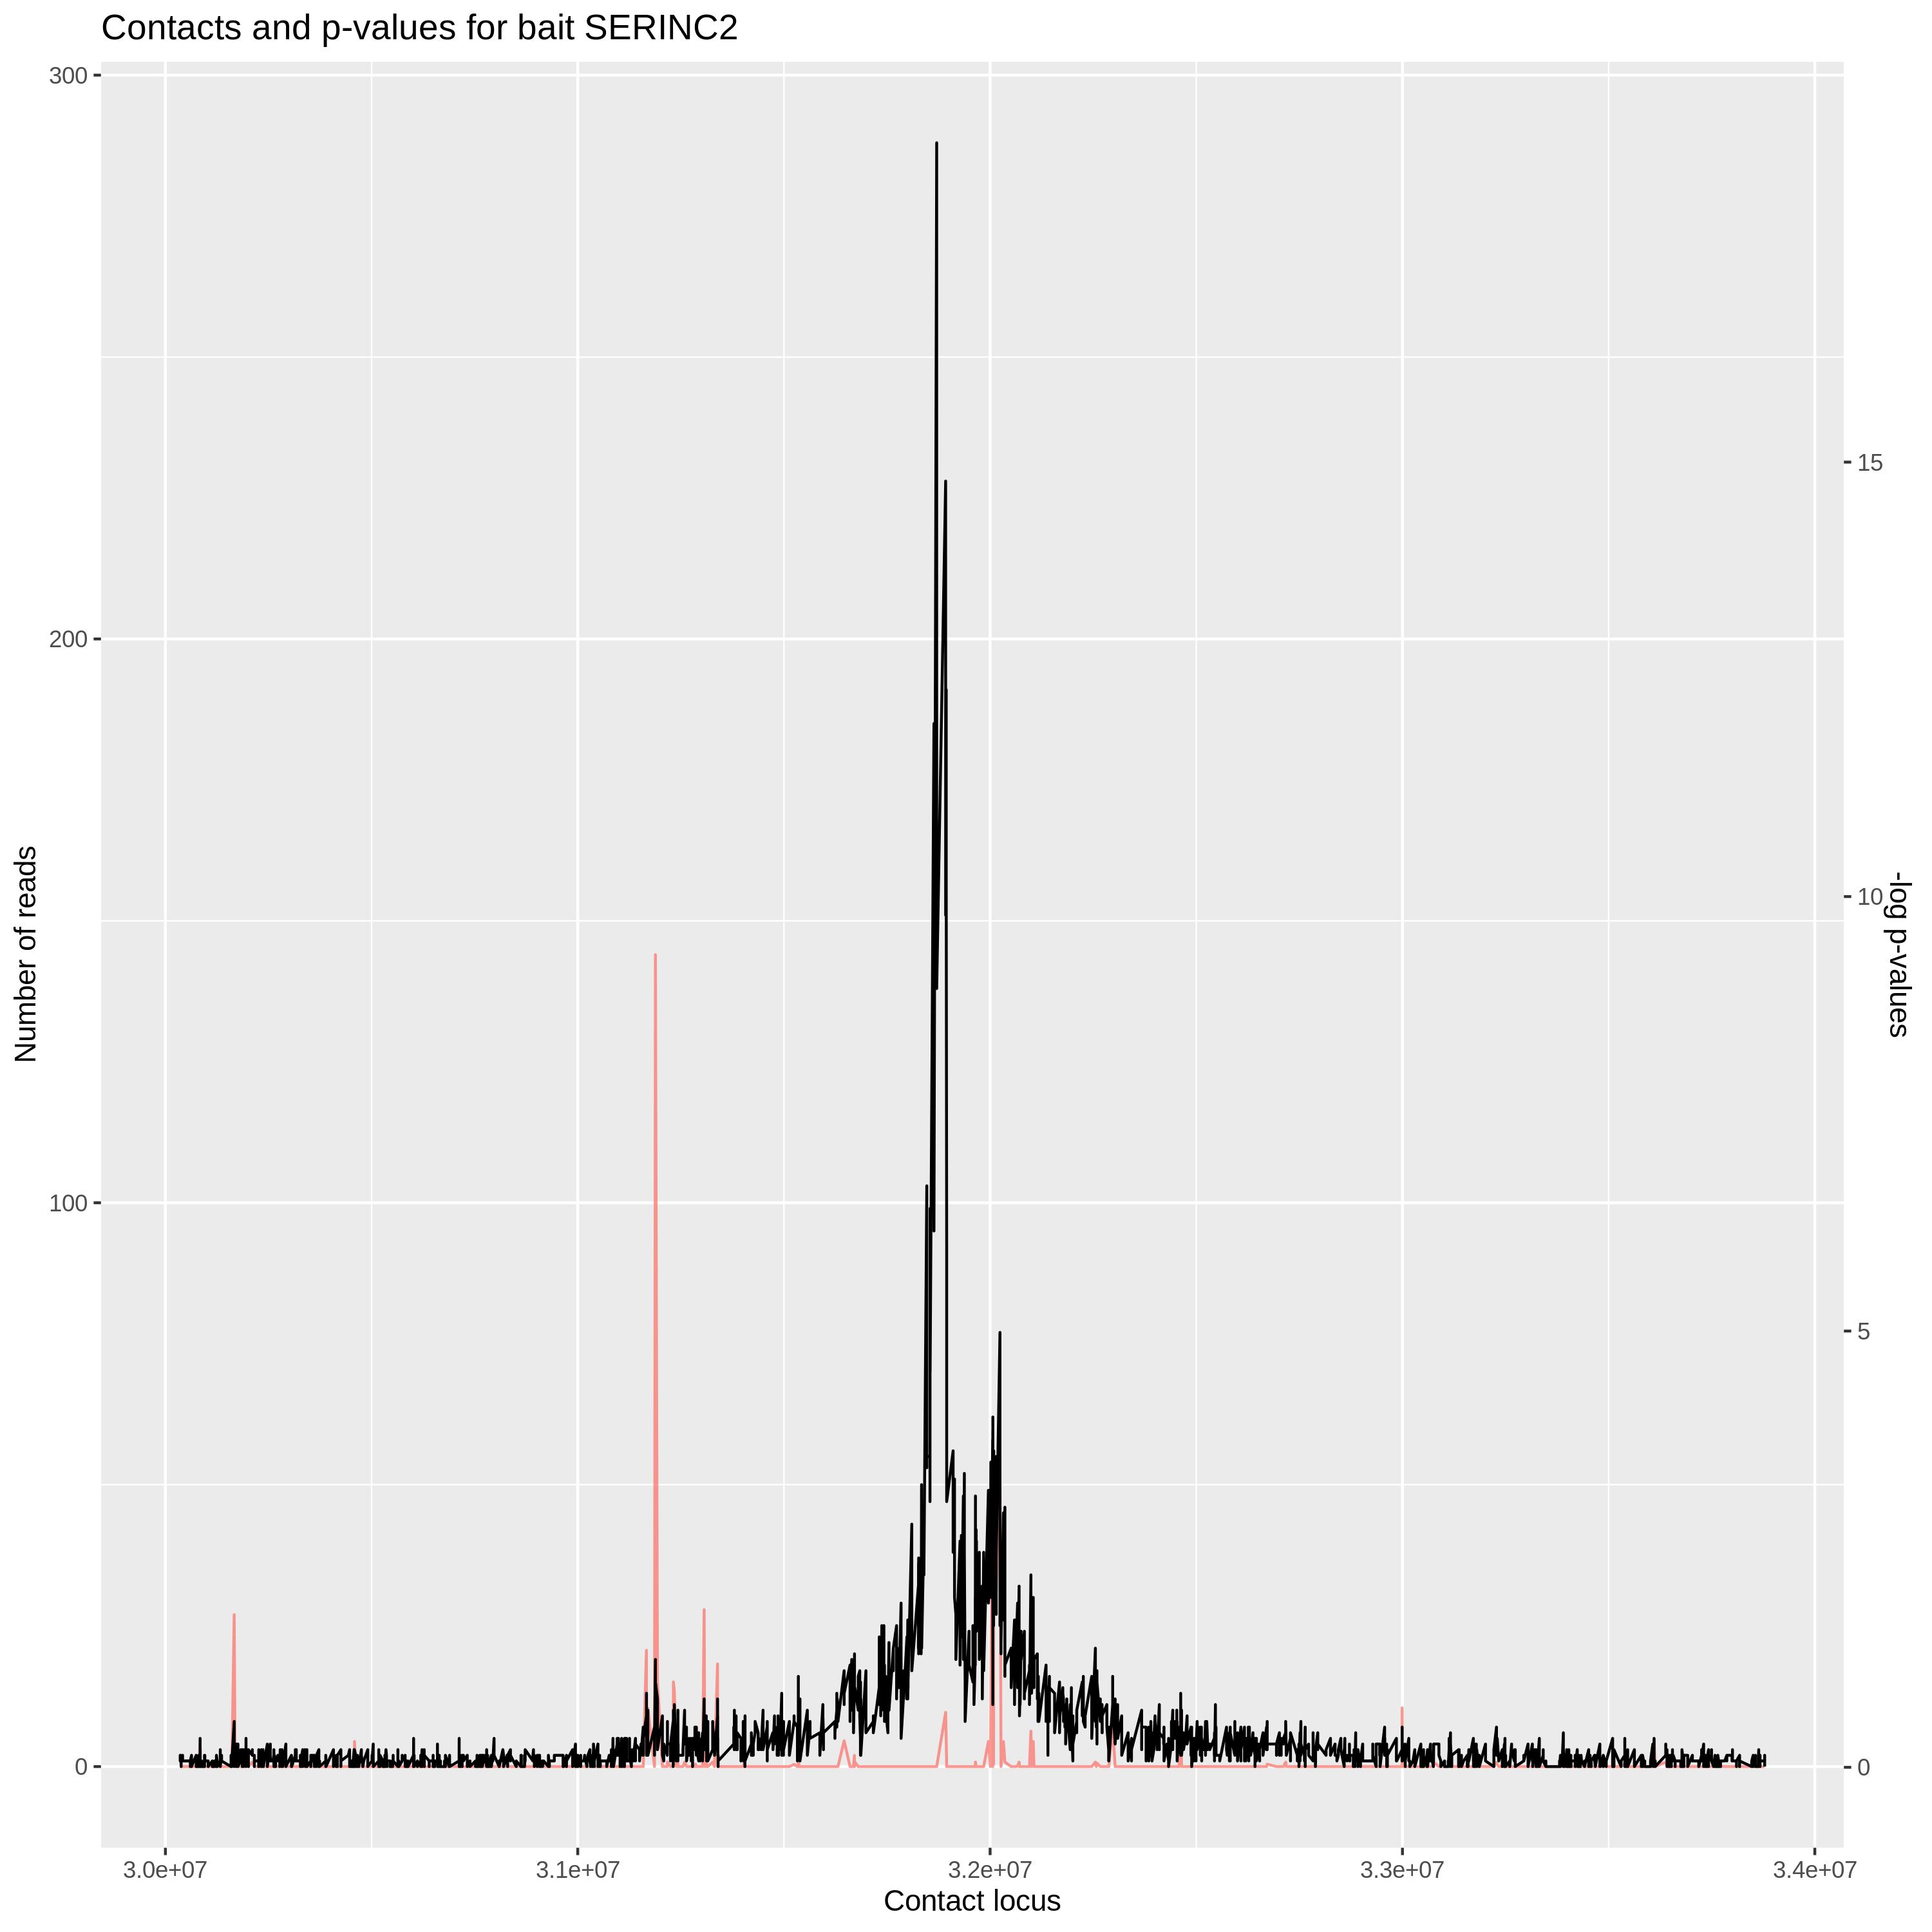 Contacts and p-values for bait SERINC2
300
200
100
0
Number of reads
15
10
5
0
-log p-values
3.0e+07
3.1e+07
3.2e+07
3.3e+07
3.4e+07
Contact locus